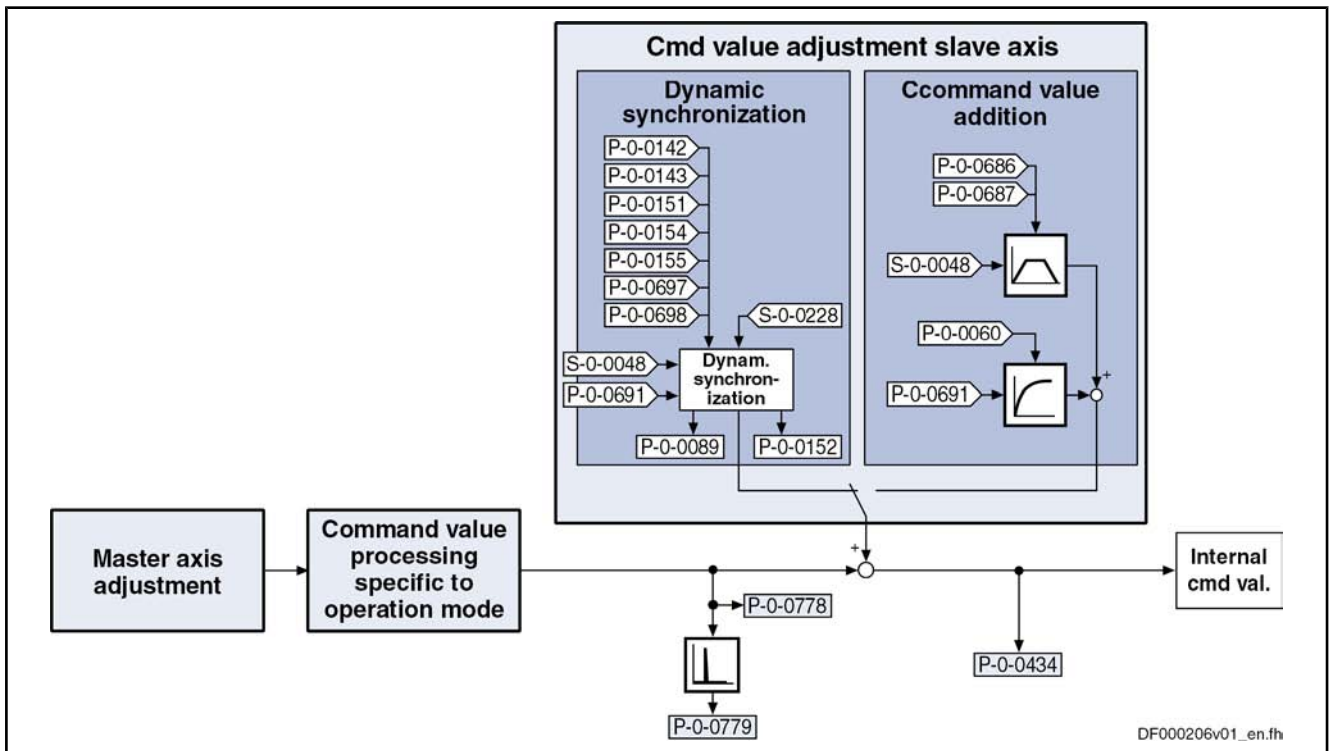 Cmd value adjustment slave axis
Dynamic
synchronization
P-0-0142
P-0-0143
P-0-0151
P-0-0154
P-0-0155
P-0-0697
P-0-0698
S-0-0228
S-0-0048
P-0-0691
Dynam.
synchron-
ization
P-0-0089
P-0-0152
Ccommand value
addition
P-0-0686
P-0-0687
S-0-0048
P-0-0060
P-0-0691
+
Master axis
adjustment
Command value
processing
specific to
operation mode
+
P-0-0778
P-0-0779
P-0-0434
Internal
cmd val.
DF000206v01_en.fh